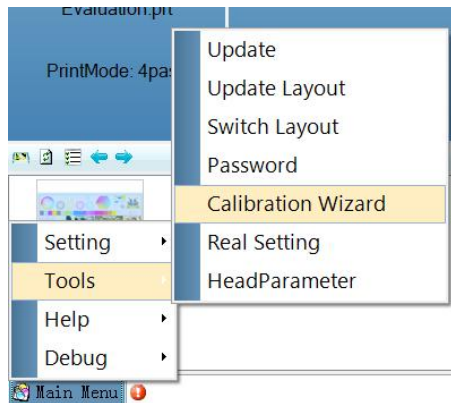 Evaluation.prt
PrintMode: 4pas
Update
Update Layout
Switch Layout
Password
Calibration Wizard
Real Setting
HeadParameter
Setting
Tools
Help
Debug
Main Menu